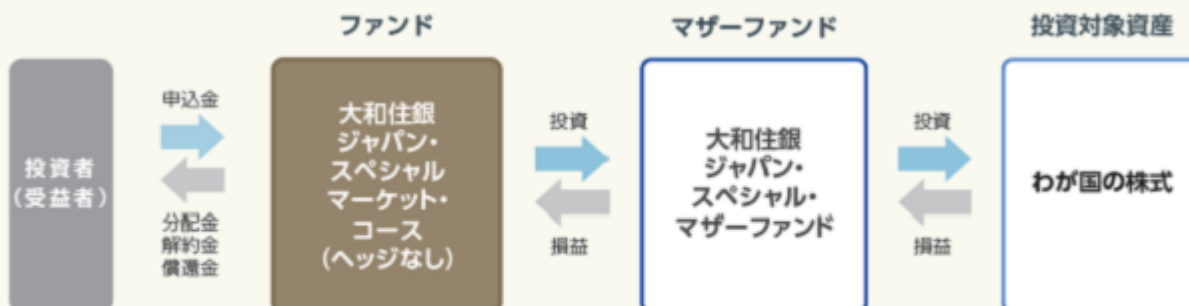 ファンド
マザーファンド
投資対象資産
投資者
(受益者)
申込金
分配金
解約金
償還金
大和住銀
ジャパン・
スペシャル
マーケット・
コース
(ヘッジなし)
投資
損益
大和住銀
ジャパン・
スペシャル・
マザーファンド
投資
損益
わが国の株式